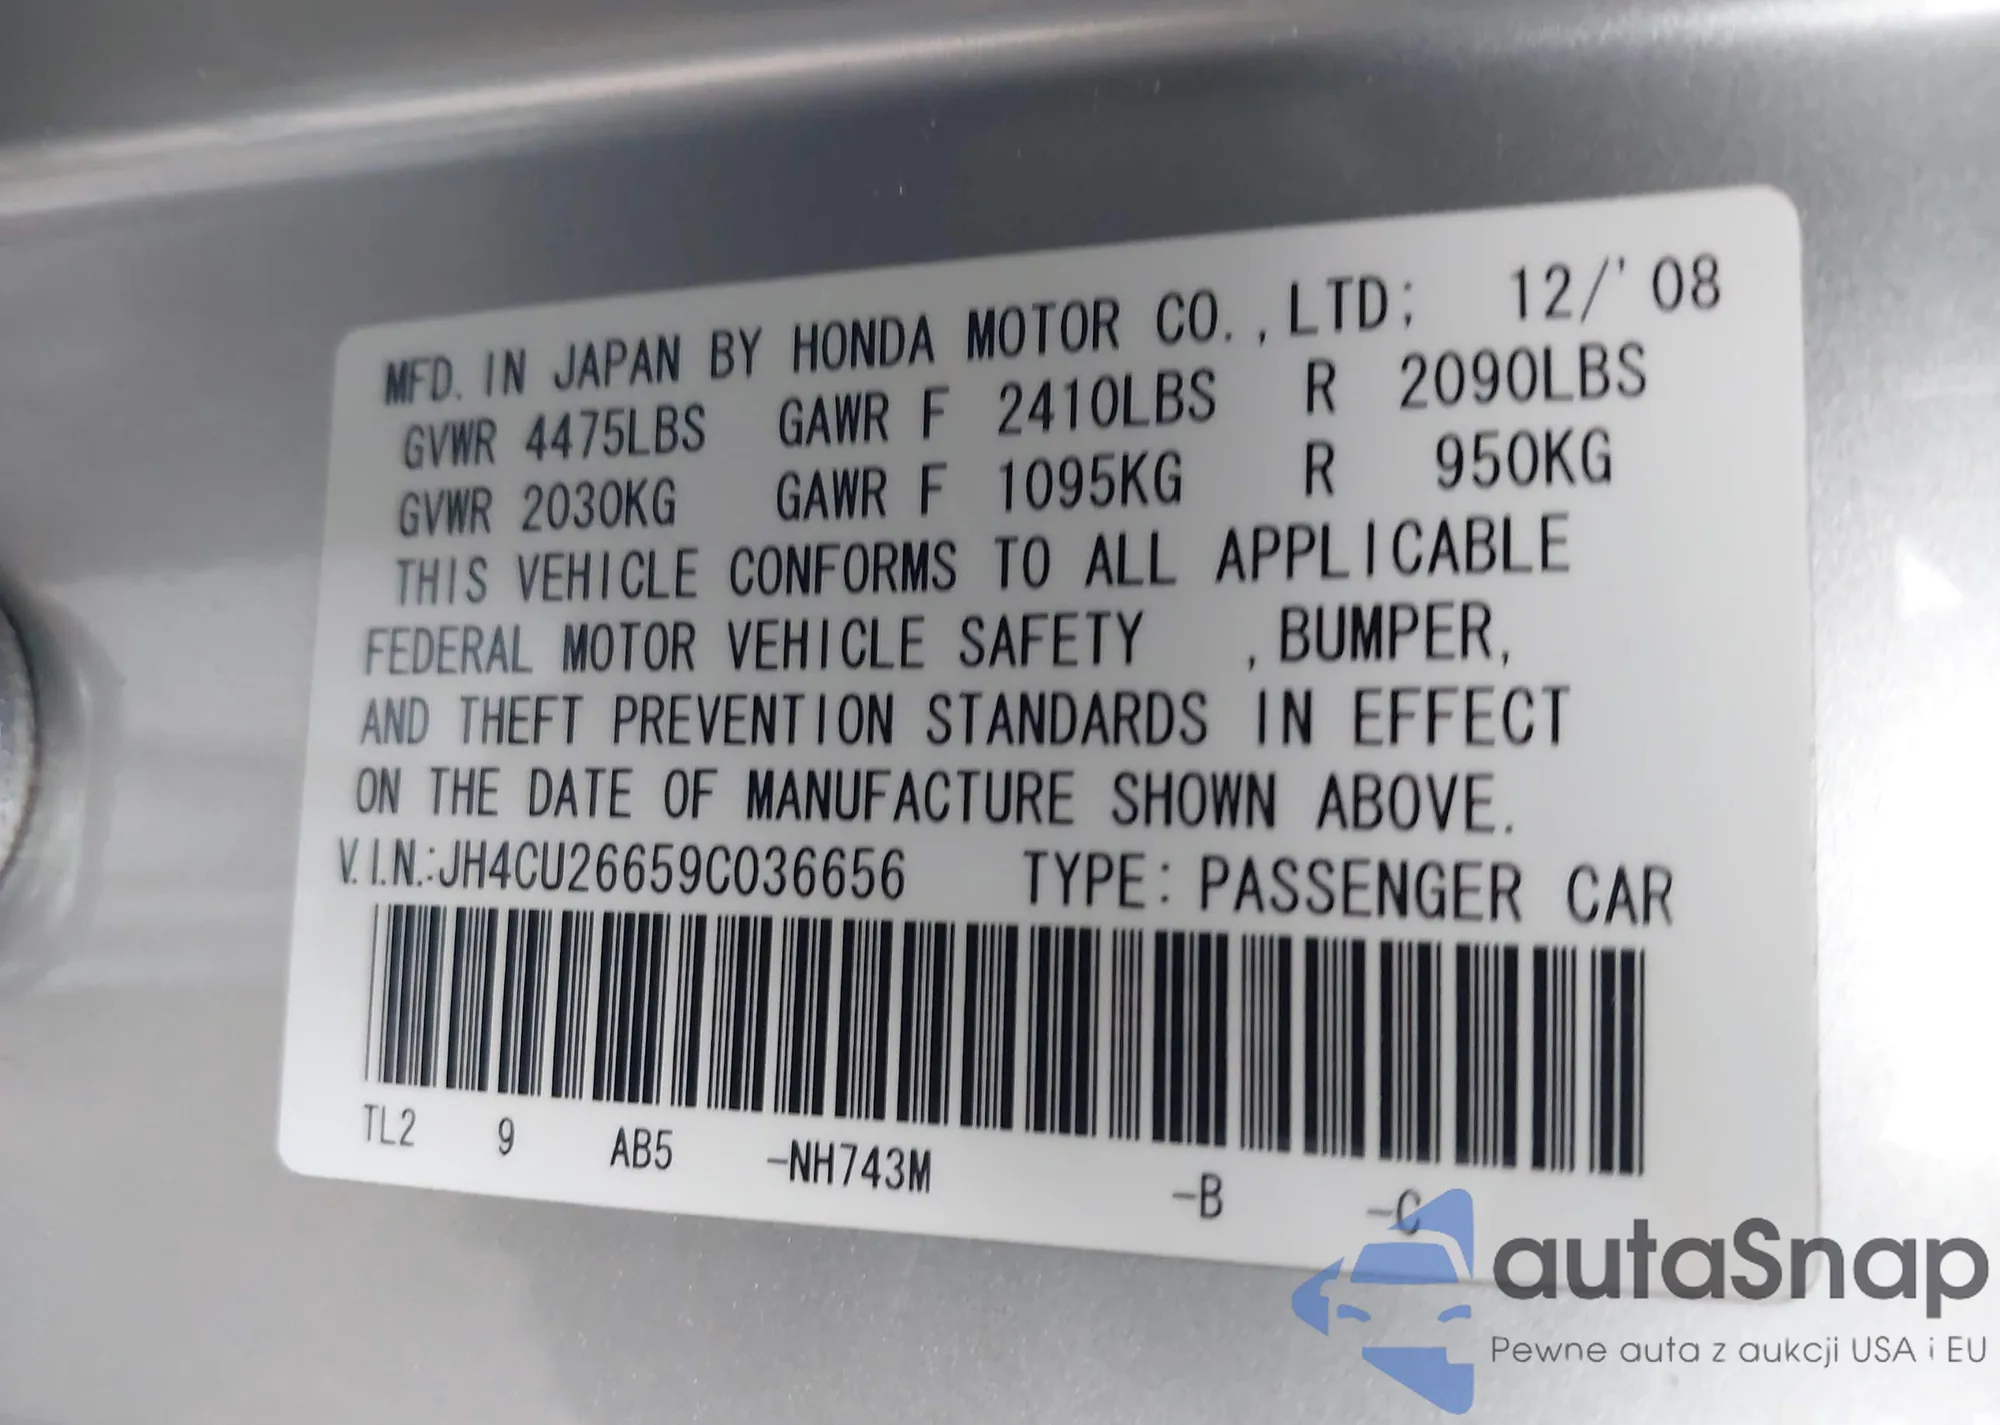 MFD. IN JAPAN BY HONDA MOTOR CO.,LTD; 12/'08
GVWR 4475LBS GAWR F 2410LBS R 2090LBS
GVWR 2030KG GAWR F 1095KG R 950KG
THIS VEHICLE CONFORMS TO ALL APPLICABLE
FEDERAL MOTOR VEHICLE SAFETY ,BUMPER,
AND THEFT PREVENTION STANDARDS IN EFFECT
ON THE DATE OF MANUFACTURE SHOWN ABOVE.
V.I.N.:JH4CU26659C036656 TYPE: PASSENGER CAR
TL2 9 AB5 -NH743M -B -C
autaSnap
Pewne auta z aukcji USA i EU